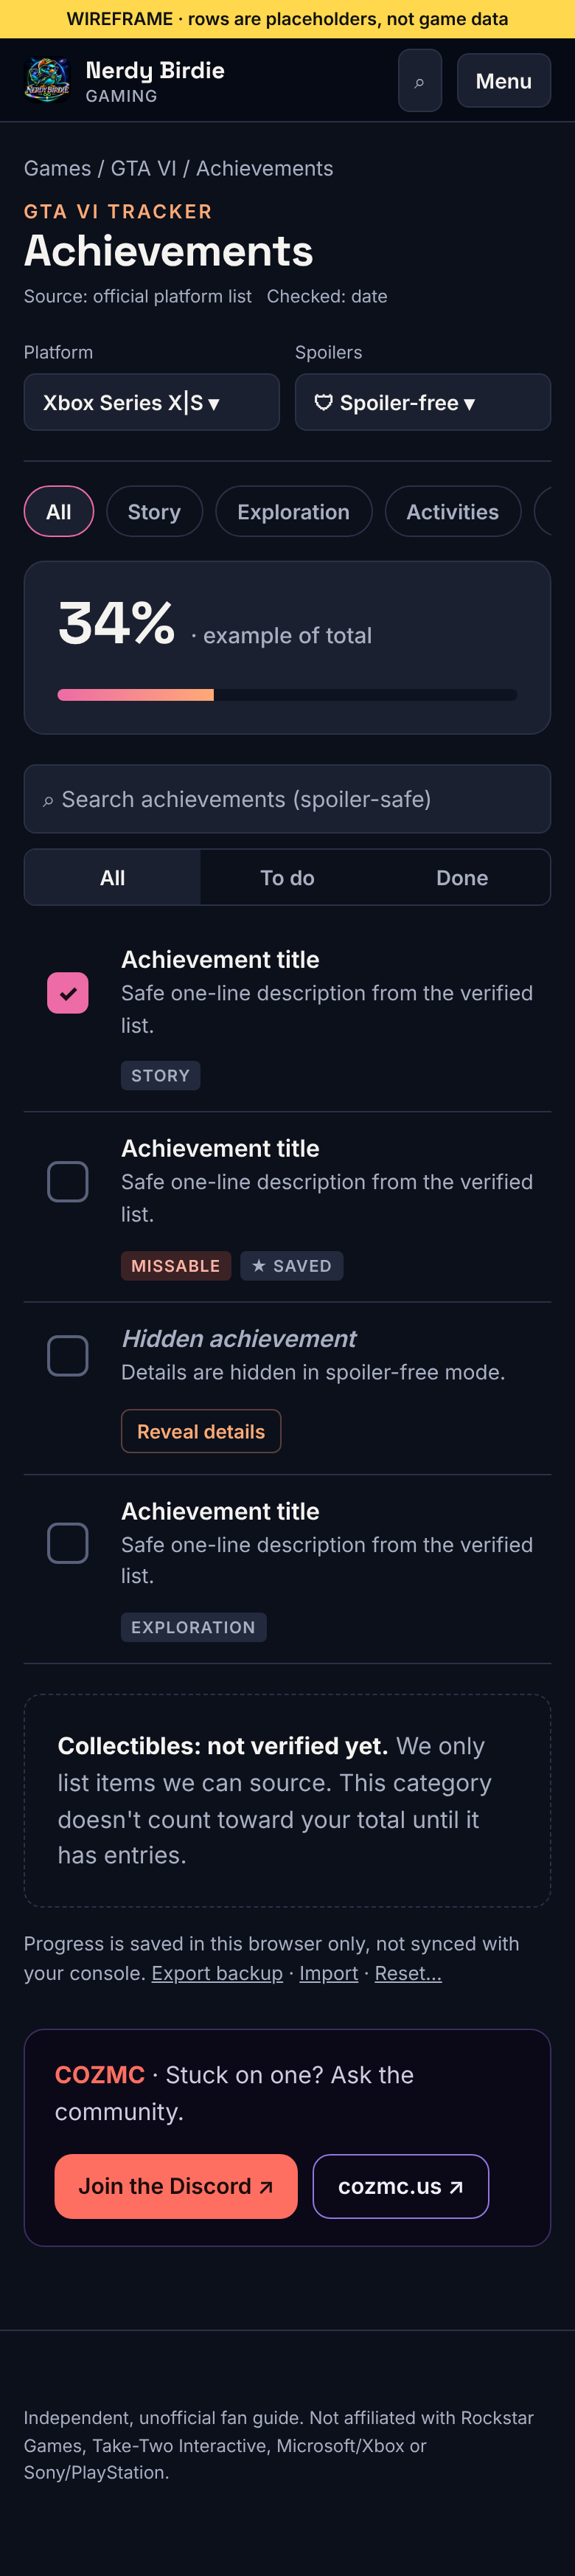 WIREFRAME · rows are placeholders, not game data
NERDY BIRDIE
Nerdy Birdie
GAMING
⌕
Menu
Games / GTA VI / Achievements
GTA VI TRACKER
Achievements
Source: official platform list Checked: date
Platform
Spoilers
Xbox Series X|S ▾
🛡 Spoiler-free ▾
All
Story
Exploration
Activities
34% · example of total
⌕ Search achievements (spoiler-safe)
All
To do
Done
Achievement title
Safe one-line description from the verified
list.
STORY
Achievement title
Safe one-line description from the verified
list.
MISSABLE
★ SAVED
Hidden achievement
Details are hidden in spoiler-free mode.
Reveal details
Achievement title
Safe one-line description from the verified
list.
EXPLORATION
Collectibles: not verified yet. We only
list items we can source. This category
doesn't count toward your total until it
has entries.
Progress is saved in this browser only, not synced with
your console. Export backup · Import · Reset…
COZMC · Stuck on one? Ask the
community.
Join the Discord ↗
cozmc.us ↗
Independent, unofficial fan guide. Not affiliated with Rockstar
Games, Take-Two Interactive, Microsoft/Xbox or
Sony/PlayStation.